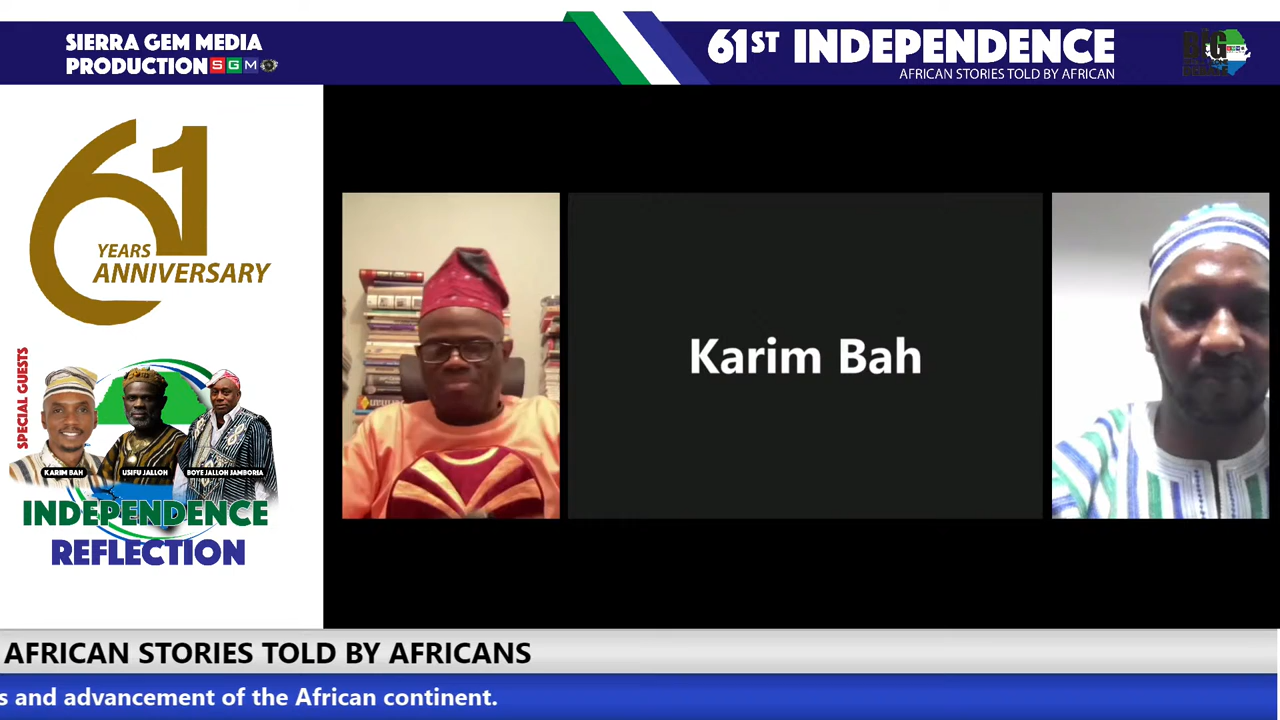 SIERRA GEM MEDIA
PRODUCTION SGM
61ST INDEPENDENCE
AFRICAN STORIES TOLD BY AFRICAN
BIG
61
YEARS
ANNIVERSARY
SPECIAL GUESTS
KARIM BAH
USIFU JALLOH
BOYE JALLOH JAMBORIA
INDEPENDENCE
REFLECTION
Karim Bah
AFRICAN STORIES TOLD BY AFRICANS
s and advancement of the African continent.